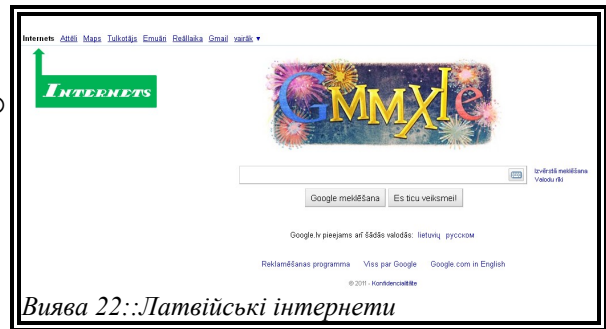 Internets Attēli Maps Tulkotājs Emuāri Reāllaika Gmail vairāk ▼
INTERNETS
GMMXIe
Izvērstā meklēšana
Valodu rīki
Google meklēšana Es ticu veiksmei!
Google.lv pieejams arī šādās valodās: lietuvių русском
Reklamēšanas programma Viss par Google Google.com in English
© 2011 - Konfidencialitāte
Виява 22::Латвійські інтернети